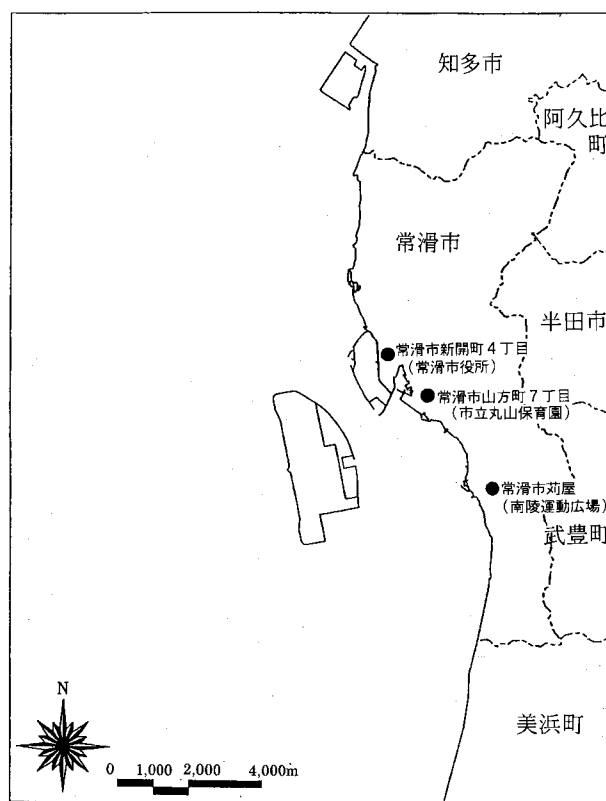 知多市
阿久比
町
常滑市
半田市
常滑市新開町4丁目
(常滑市役所)
常滑市山方町7丁目
(市立丸山保育園)
常滑市苅屋
(南陵運動広場)
武豊町
美浜町
N
0 1,000 2,000 4,000m